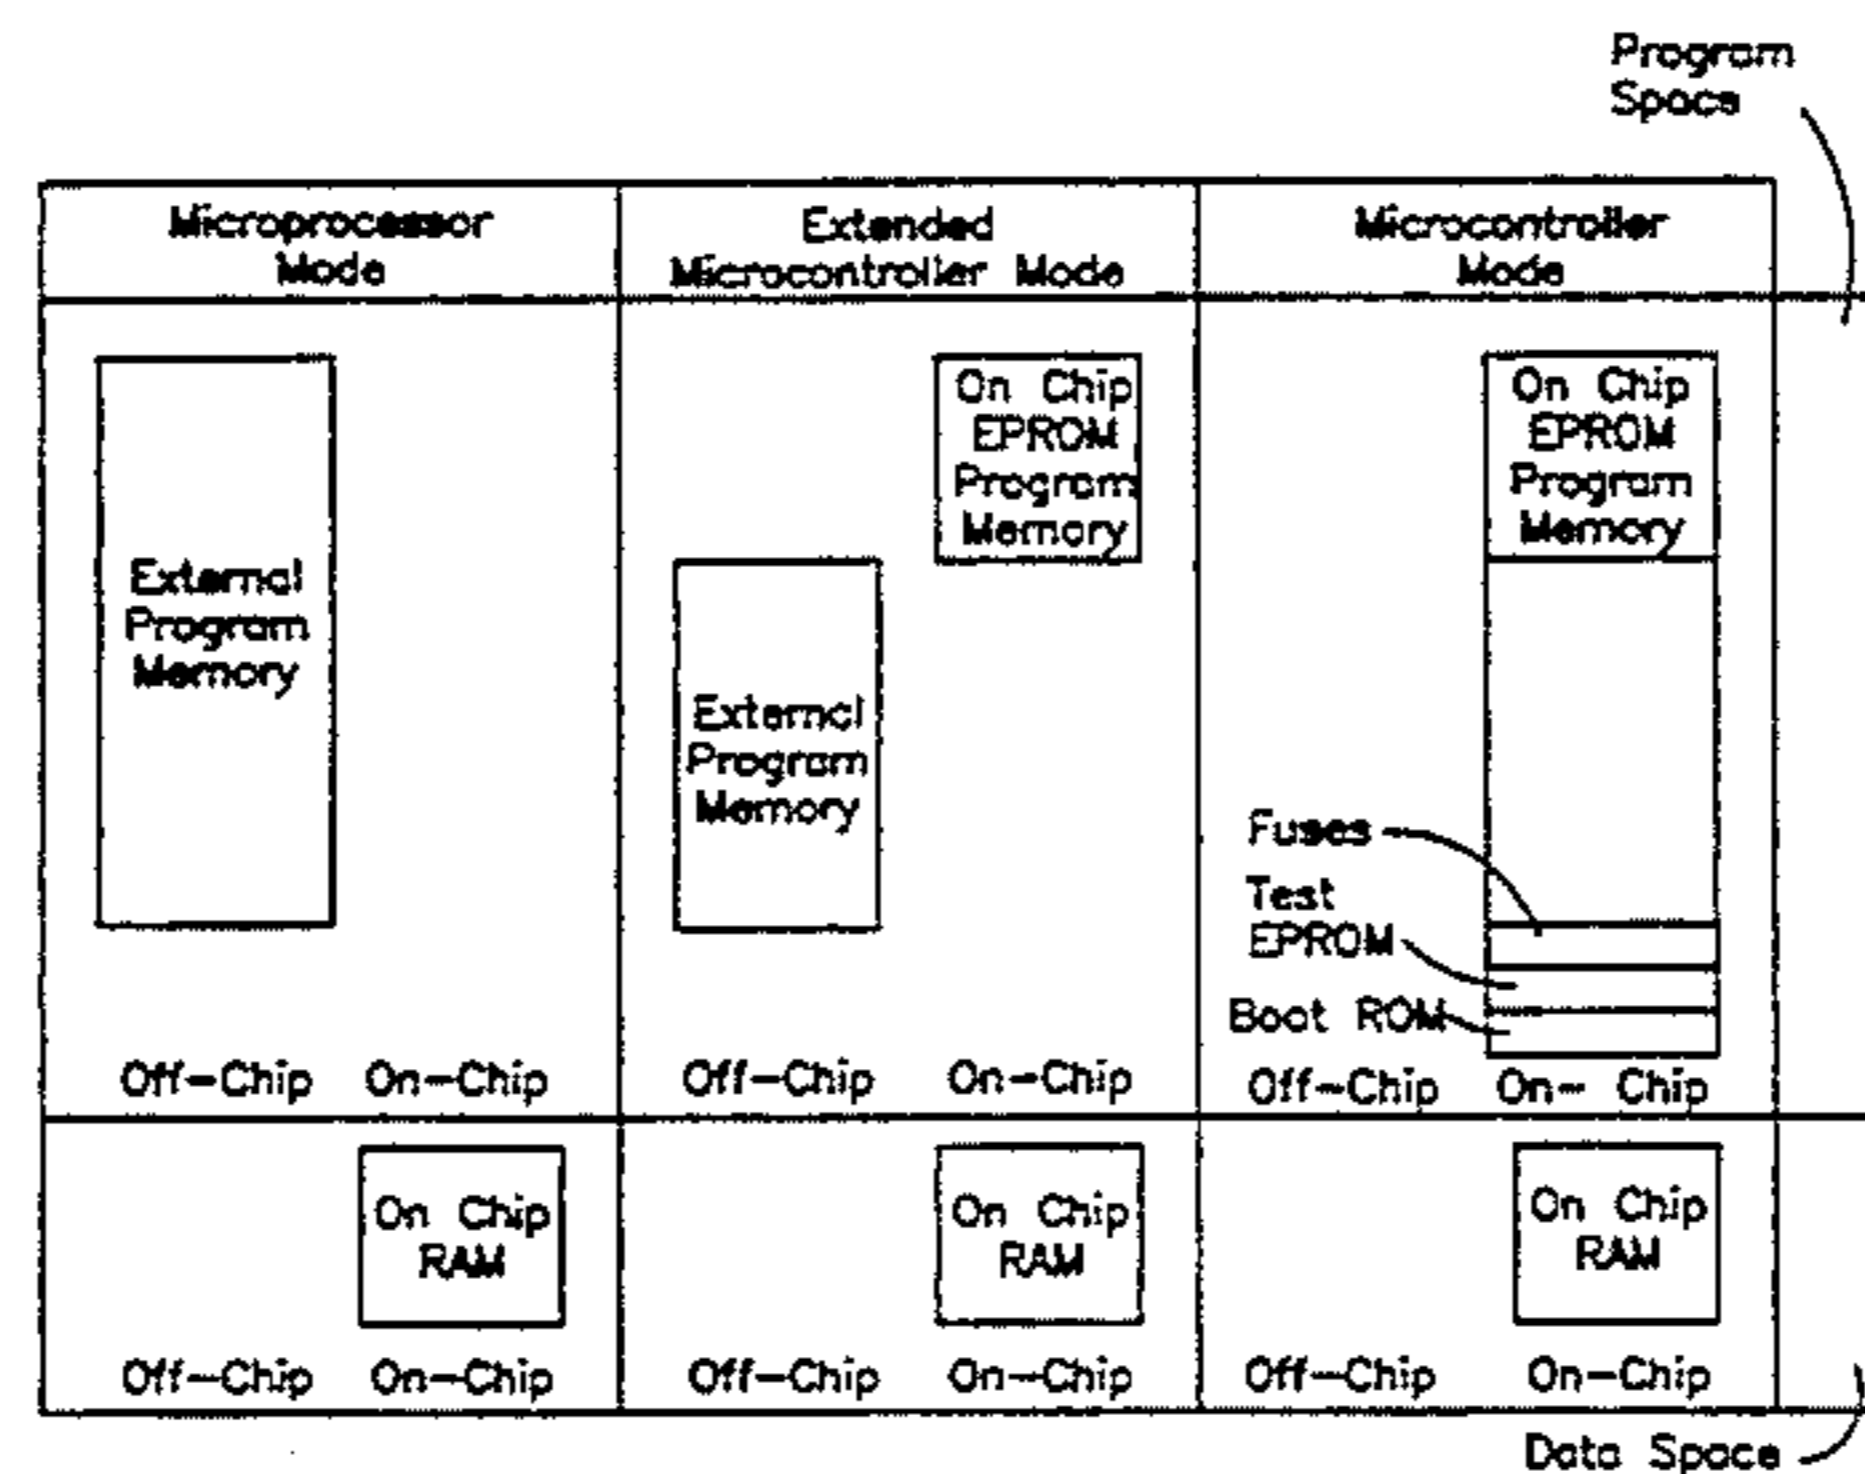 Program
Space
Microprocessor
Mode
Extended
Microcontroller Mode
Microcontroller
Mode
External
Program
Memory
Off-Chip On-Chip
On Chip
EPROM
Program
Memory
External
Program
Memory
Off-Chip On-Chip
On Chip
EPROM
Program
Memory
Fuses
Test
EPROM
Boot ROM
Off-Chip On- Chip
On Chip
RAM
Off-Chip On-Chip
On Chip
RAM
Off-Chip On-Chip
On Chip
RAM
Off-Chip On-Chip
Data Space